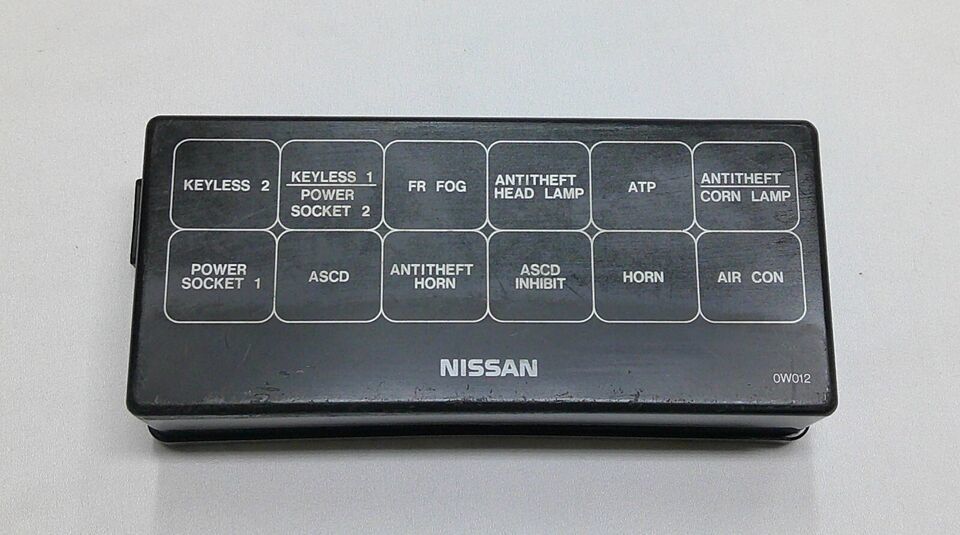 KEYLESS 2
KEYLESS 1
POWER
SOCKET 2
FR FOG
ANTITHEFT
HEAD LAMP
ATP
ANTITHEFT
CORN LAMP
POWER
SOCKET 1
ASCD
ANTITHEFT
HORN
ASCD
INHIBIT
HORN
AIR CON
NISSAN
0W012